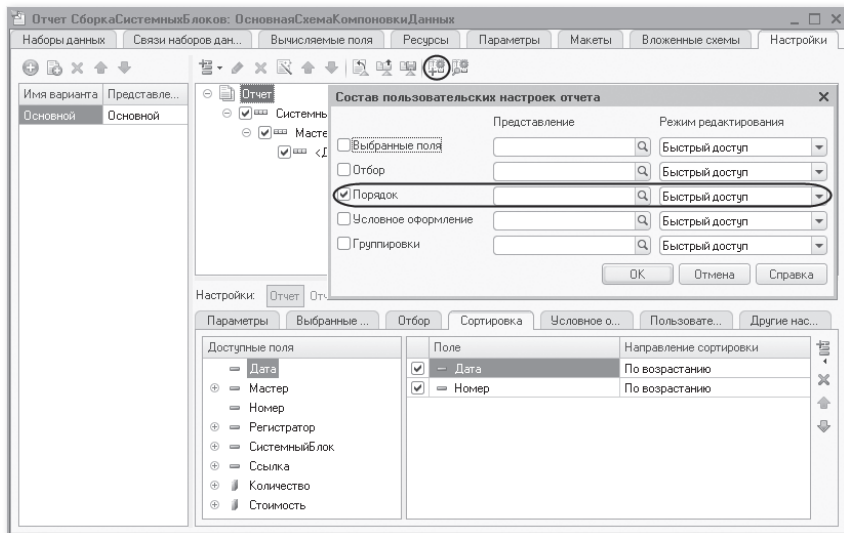 Отчет СборкаСистемныхБлоков: ОсновнаяСхемаКомпоновкиДанных
Наборы данных Связи наборов дан... Вычисляемые поля Ресурсы Параметры Макеты Вложенные схемы Настройки
Имя варианта Представле...
Основной Основной
Отчет
Системнь
Масте
Состав пользовательских настроек отчета
Представление Режим редактирования
Выбранные поля Быстрый доступ
Отбор Быстрый доступ
Порядок Быстрый доступ
Условное оформление Быстрый доступ
Группировки Быстрый доступ
OK Отмена Справка
Настройки: Отчет
Параметры Выбранные ... Отбор Сортировка Условное о... Пользовате... Другие нас...
Доступные поля
Дата
Мастер
Номер
Регистратор
СистемныйБлок
Ссылка
Количество
Стоимость
Поле Направление сортировки
Дата По возрастанию
Номер По возрастанию